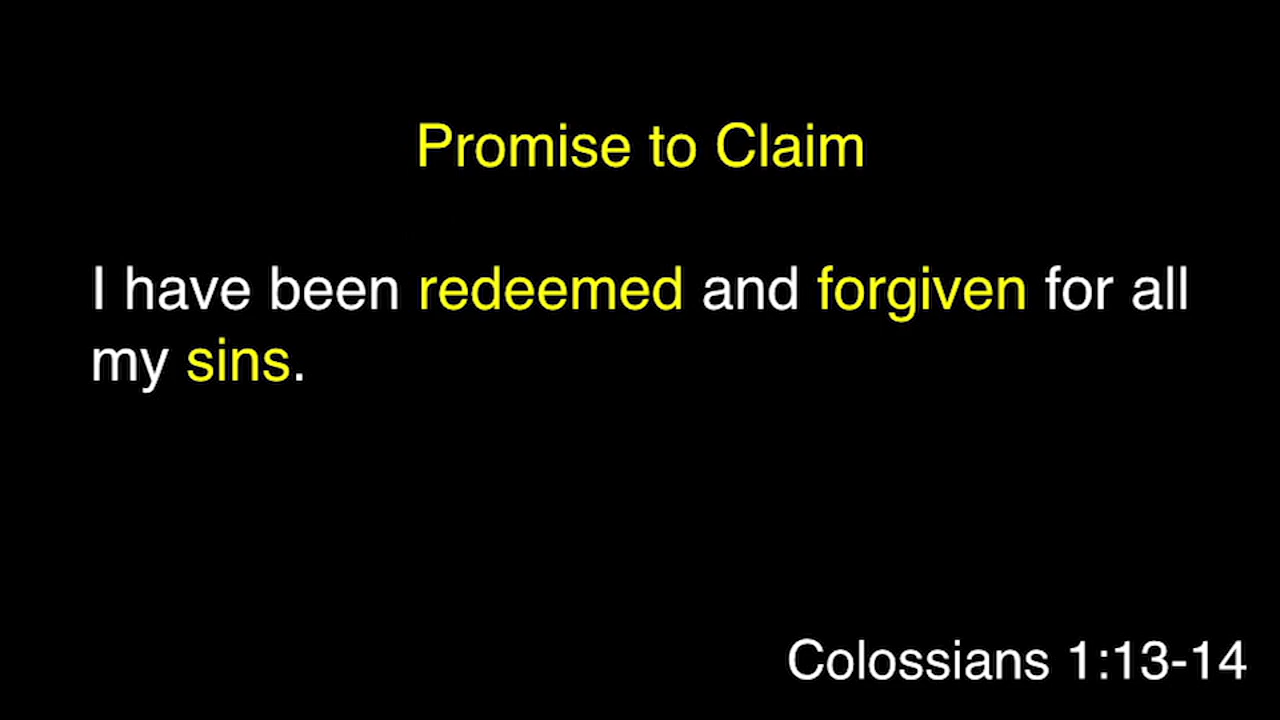 Promise to Claim
I have been redeemed and forgiven for all
my sins.
Colossians 1:13-14